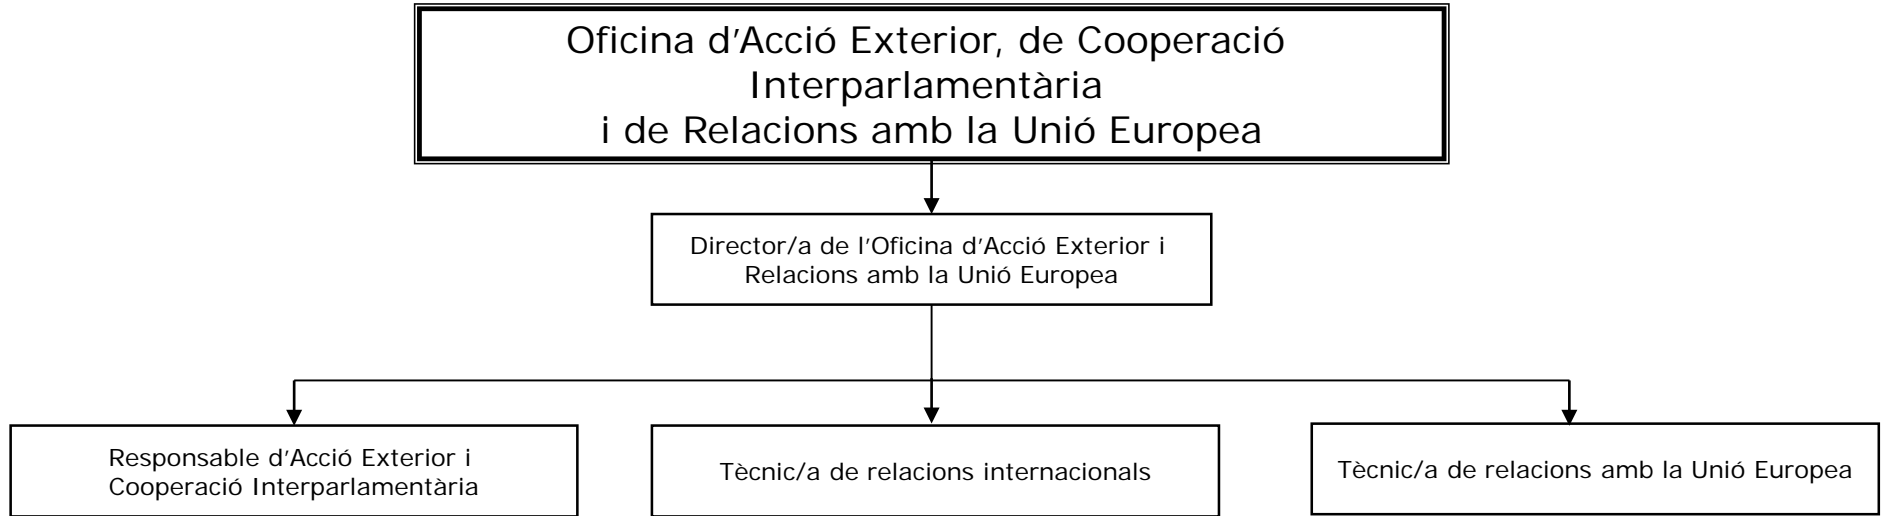 Oficina d’Acció Exterior, de Cooperació
Interparlamentària
i de Relacions amb la Unió Europea
Director/a de l’Oficina d’Acció Exterior i
Relacions amb la Unió Europea
Responsable d’Acció Exterior i
Cooperació Interparlamentària
Tècnic/a de relacions internacionals
Tècnic/a de relacions amb la Unió Europea